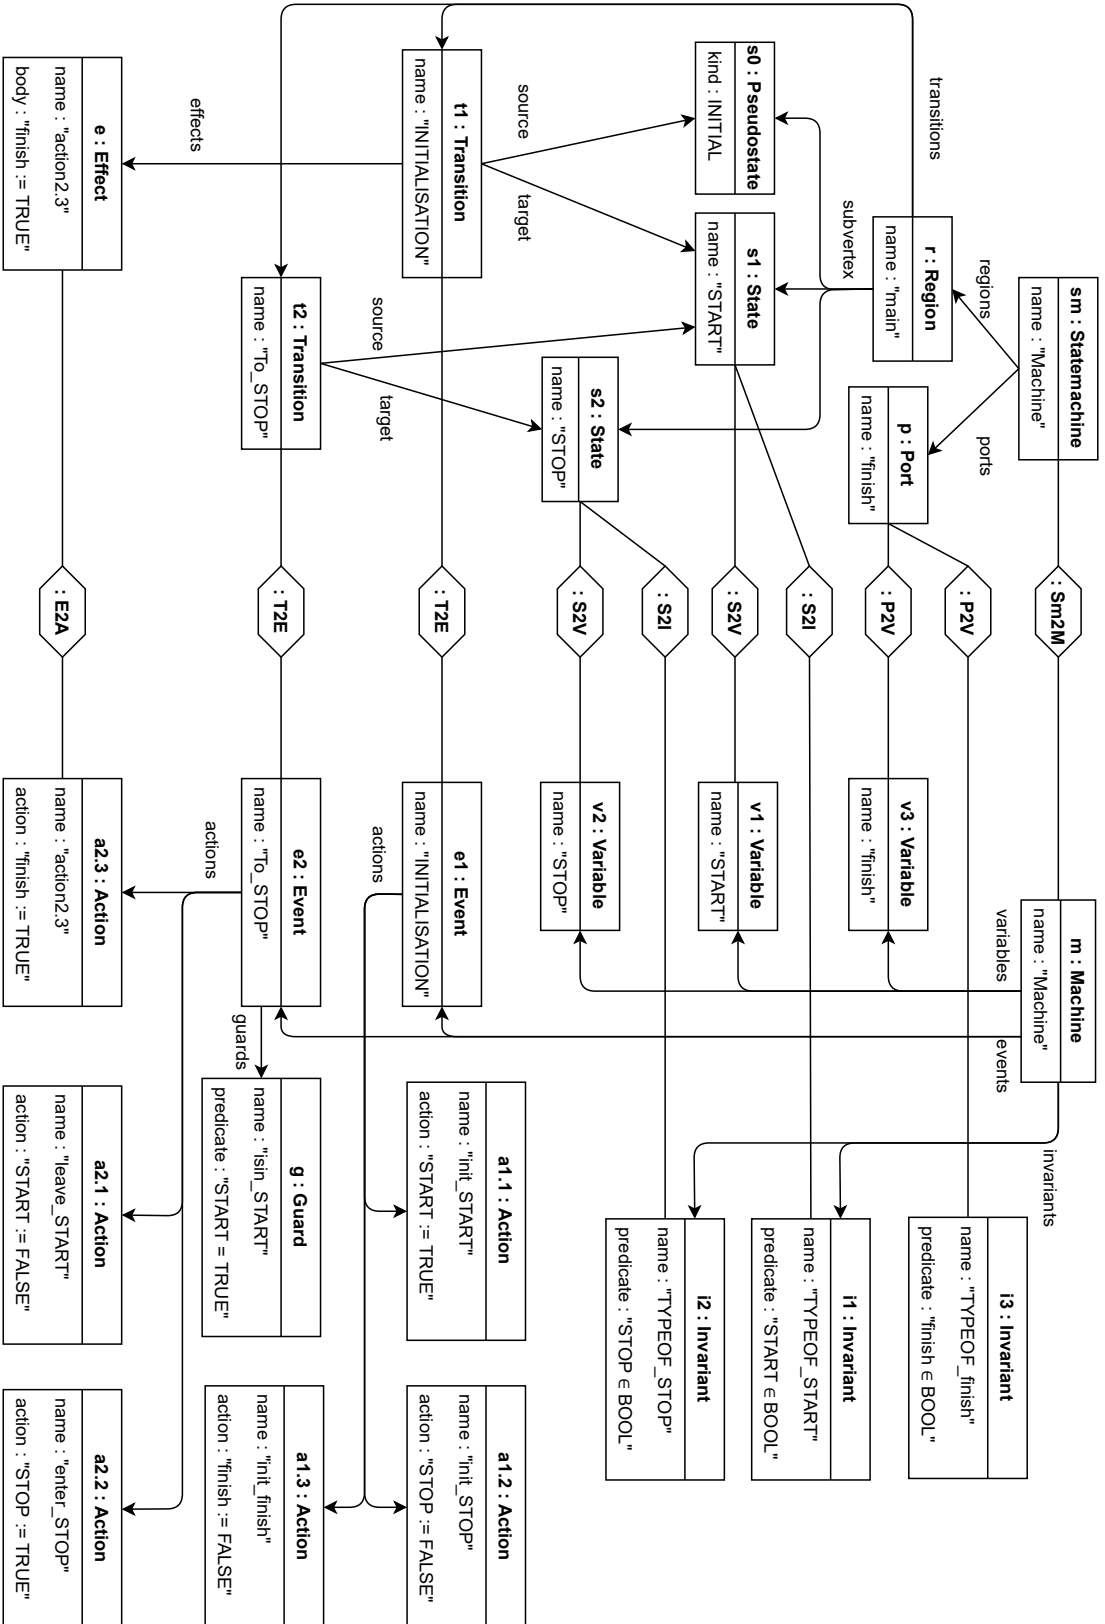 sm : Statemachine
name : "Machine"
: Sm2M
m : Machine
name : "Machine"
regions
ports
variables
events
invariants
r : Region
name : "main"
p : Port
name : "finish"
: P2V
: P2V
v3 : Variable
name : "finish"
i3 : Invariant
name : "TYPEOF_finish"
predicate : "finish ∈ BOOL"
transitions
subvertex
s0 : Pseudostate
kind : INITIAL
s1 : State
name : "START"
: S2I
: S2V
v1 : Variable
name : "START"
i1 : Invariant
name : "TYPEOF_START"
predicate : "START ∈ BOOL"
s2 : State
name : "STOP"
: S2I
: S2V
v2 : Variable
name : "STOP"
i2 : Invariant
name : "TYPEOF_STOP"
predicate : "STOP ∈ BOOL"
source
target
t1 : Transition
name : "INITIALISATION"
: T2E
e1 : Event
name : "INITIALISATION"
actions
a1.1 : Action
name : "init_START"
action : "START := TRUE"
a1.2 : Action
name : "init_STOP"
action : "STOP := FALSE"
source
target
t2 : Transition
name : "To_STOP"
: T2E
e2 : Event
name : "To_STOP"
guards
g : Guard
name : "isin_START"
predicate : "START = TRUE"
a1.3 : Action
name : "init_finish"
action : "finish := FALSE"
effects
actions
e : Effect
name : "action2.3"
body : "finish := TRUE"
: E2A
a2.3 : Action
name : "action2.3"
action : "finish := TRUE"
a2.1 : Action
name : "leave_START"
action : "START := FALSE"
a2.2 : Action
name : "enter_STOP"
action : "STOP := TRUE"